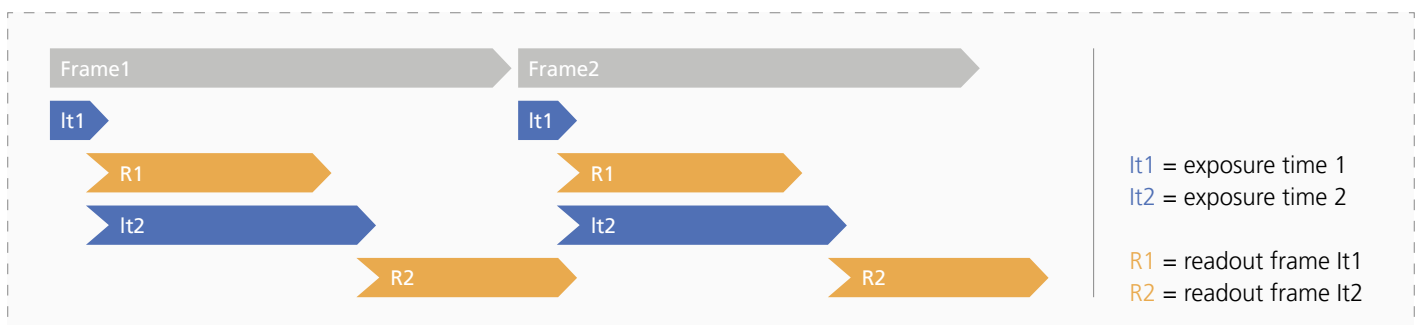 Frame1 Frame2
It1 It1
R1 R1
It2 It2
R2 R2
It1 = exposure time 1
It2 = exposure time 2
R1 = readout frame It1
R2 = readout frame It2